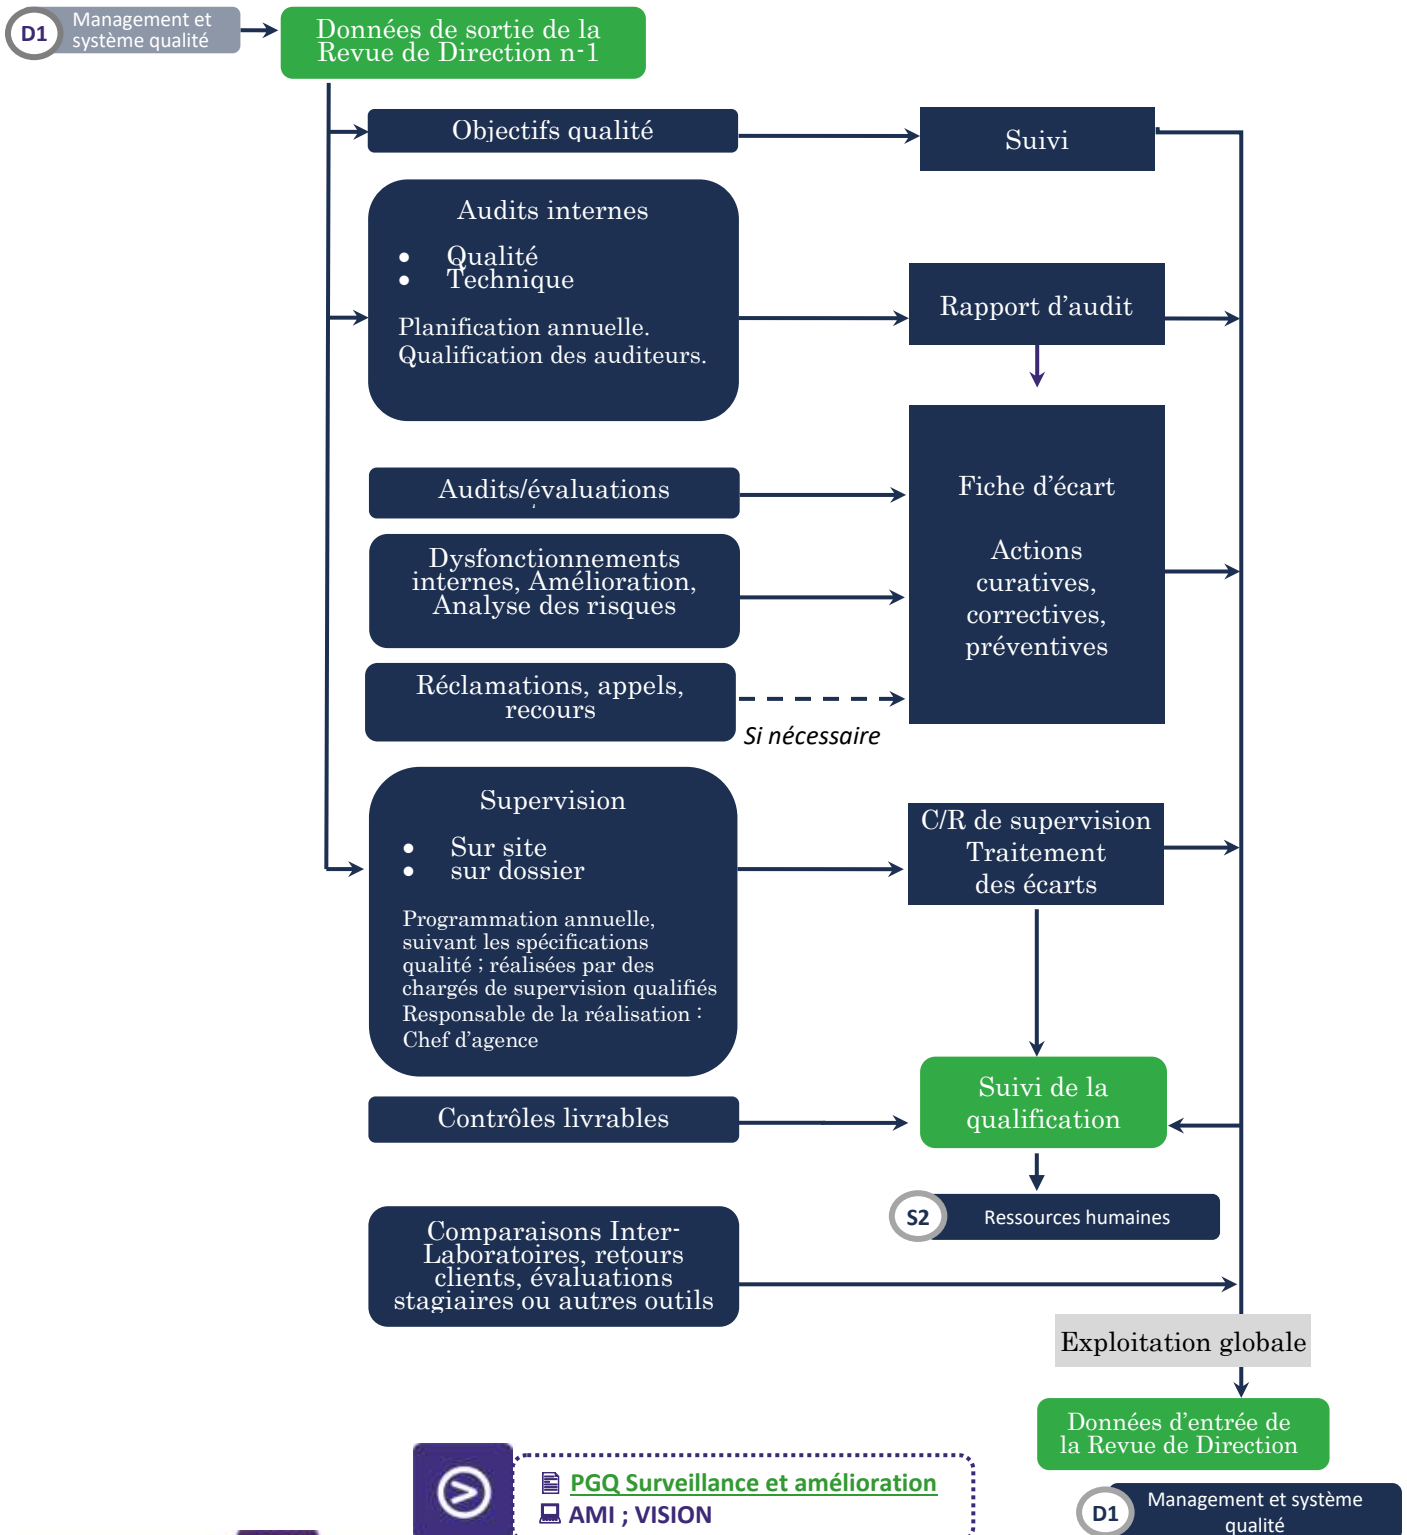 D1
Management et
système qualité
Données de sortie de la
Revue de Direction n-1
Objectifs qualité
Suivi
Audits internes
• Qualité
• Technique
Planification annuelle.
Qualification des auditeurs.
Rapport d’audit
Audits/évaluations
Fiche d’écart
Actions
curatives,
correctives,
préventives
Dysfonctionnements
internes, Amélioration,
Analyse des risques
Réclamations, appels,
recours
Si nécessaire
Supervision
• Sur site
• sur dossier
Programmation annuelle,
suivant les spécifications
qualité ; réalisées par des
chargés de supervision qualifiés
Responsable de la réalisation :
Chef d’agence
C/R de supervision
Traitement
des écarts
Suivi de la
qualification
Contrôles livrables
S2
Ressources humaines
Comparaisons Inter-
Laboratoires, retours
clients, évaluations
stagiaires ou autres outils
Exploitation globale
Données d’entrée de
la Revue de Direction
PGQ Surveillance et amélioration
AMI ; VISION
D1
Management et système
qualité